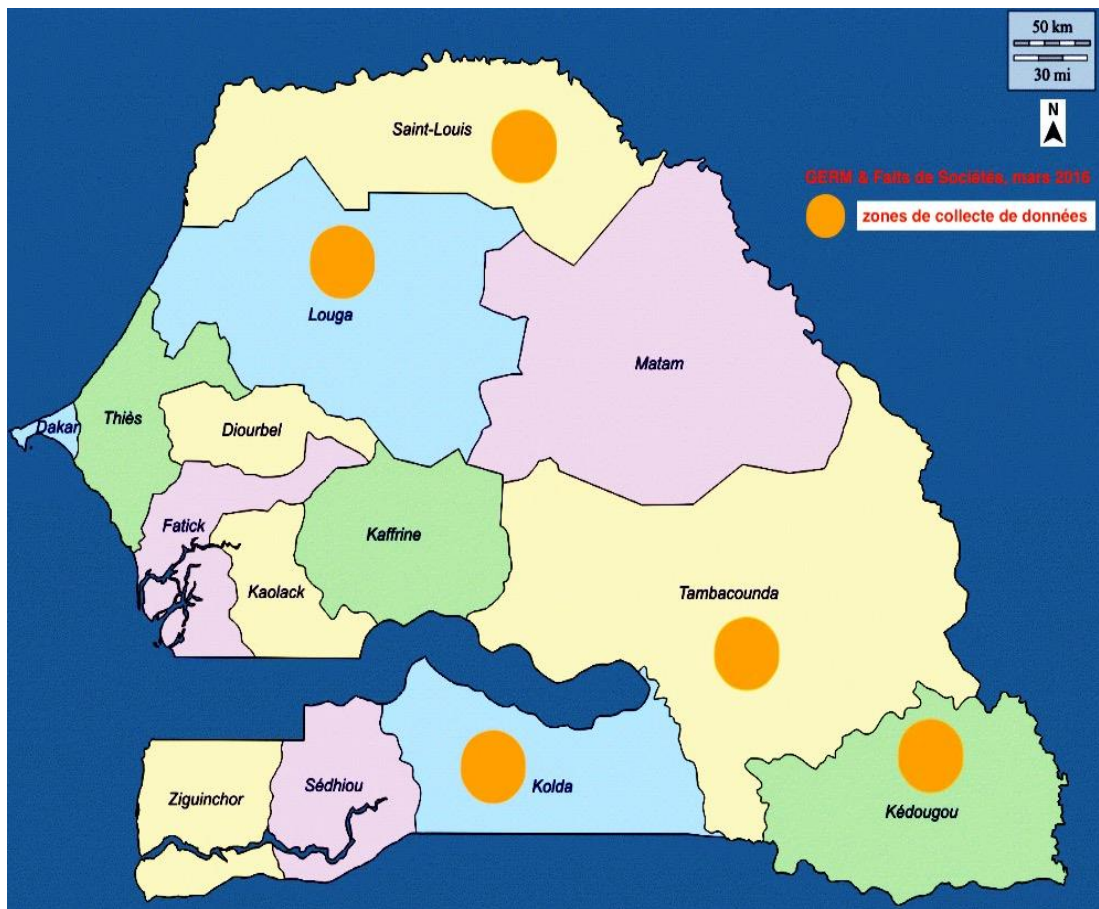 50 km
30 mi
N
GERM & Faits de Sociétés, mars 2016
zones de collecte de données
Saint-Louis
Louga
Matam
Dakar
Thiès
Diourbel
Fatick
Kaffrine
Kaolack
Tambacounda
Ziguinchor
Sédhiou
Kolda
Kédougou